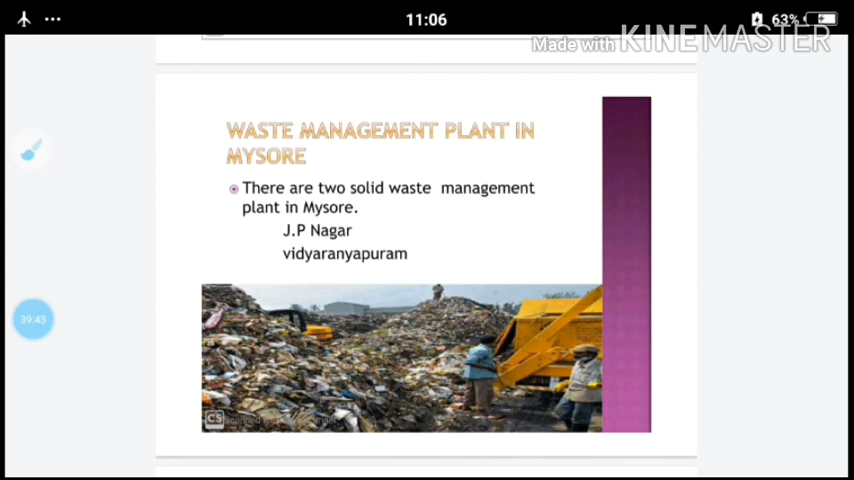 11:06
63%
Made with KINEMASTER
WASTE MANAGEMENT PLANT IN
MYSORE
There are two solid waste management
plant in Mysore.
J.P Nagar
vidyaranyapuram
39:43
CS